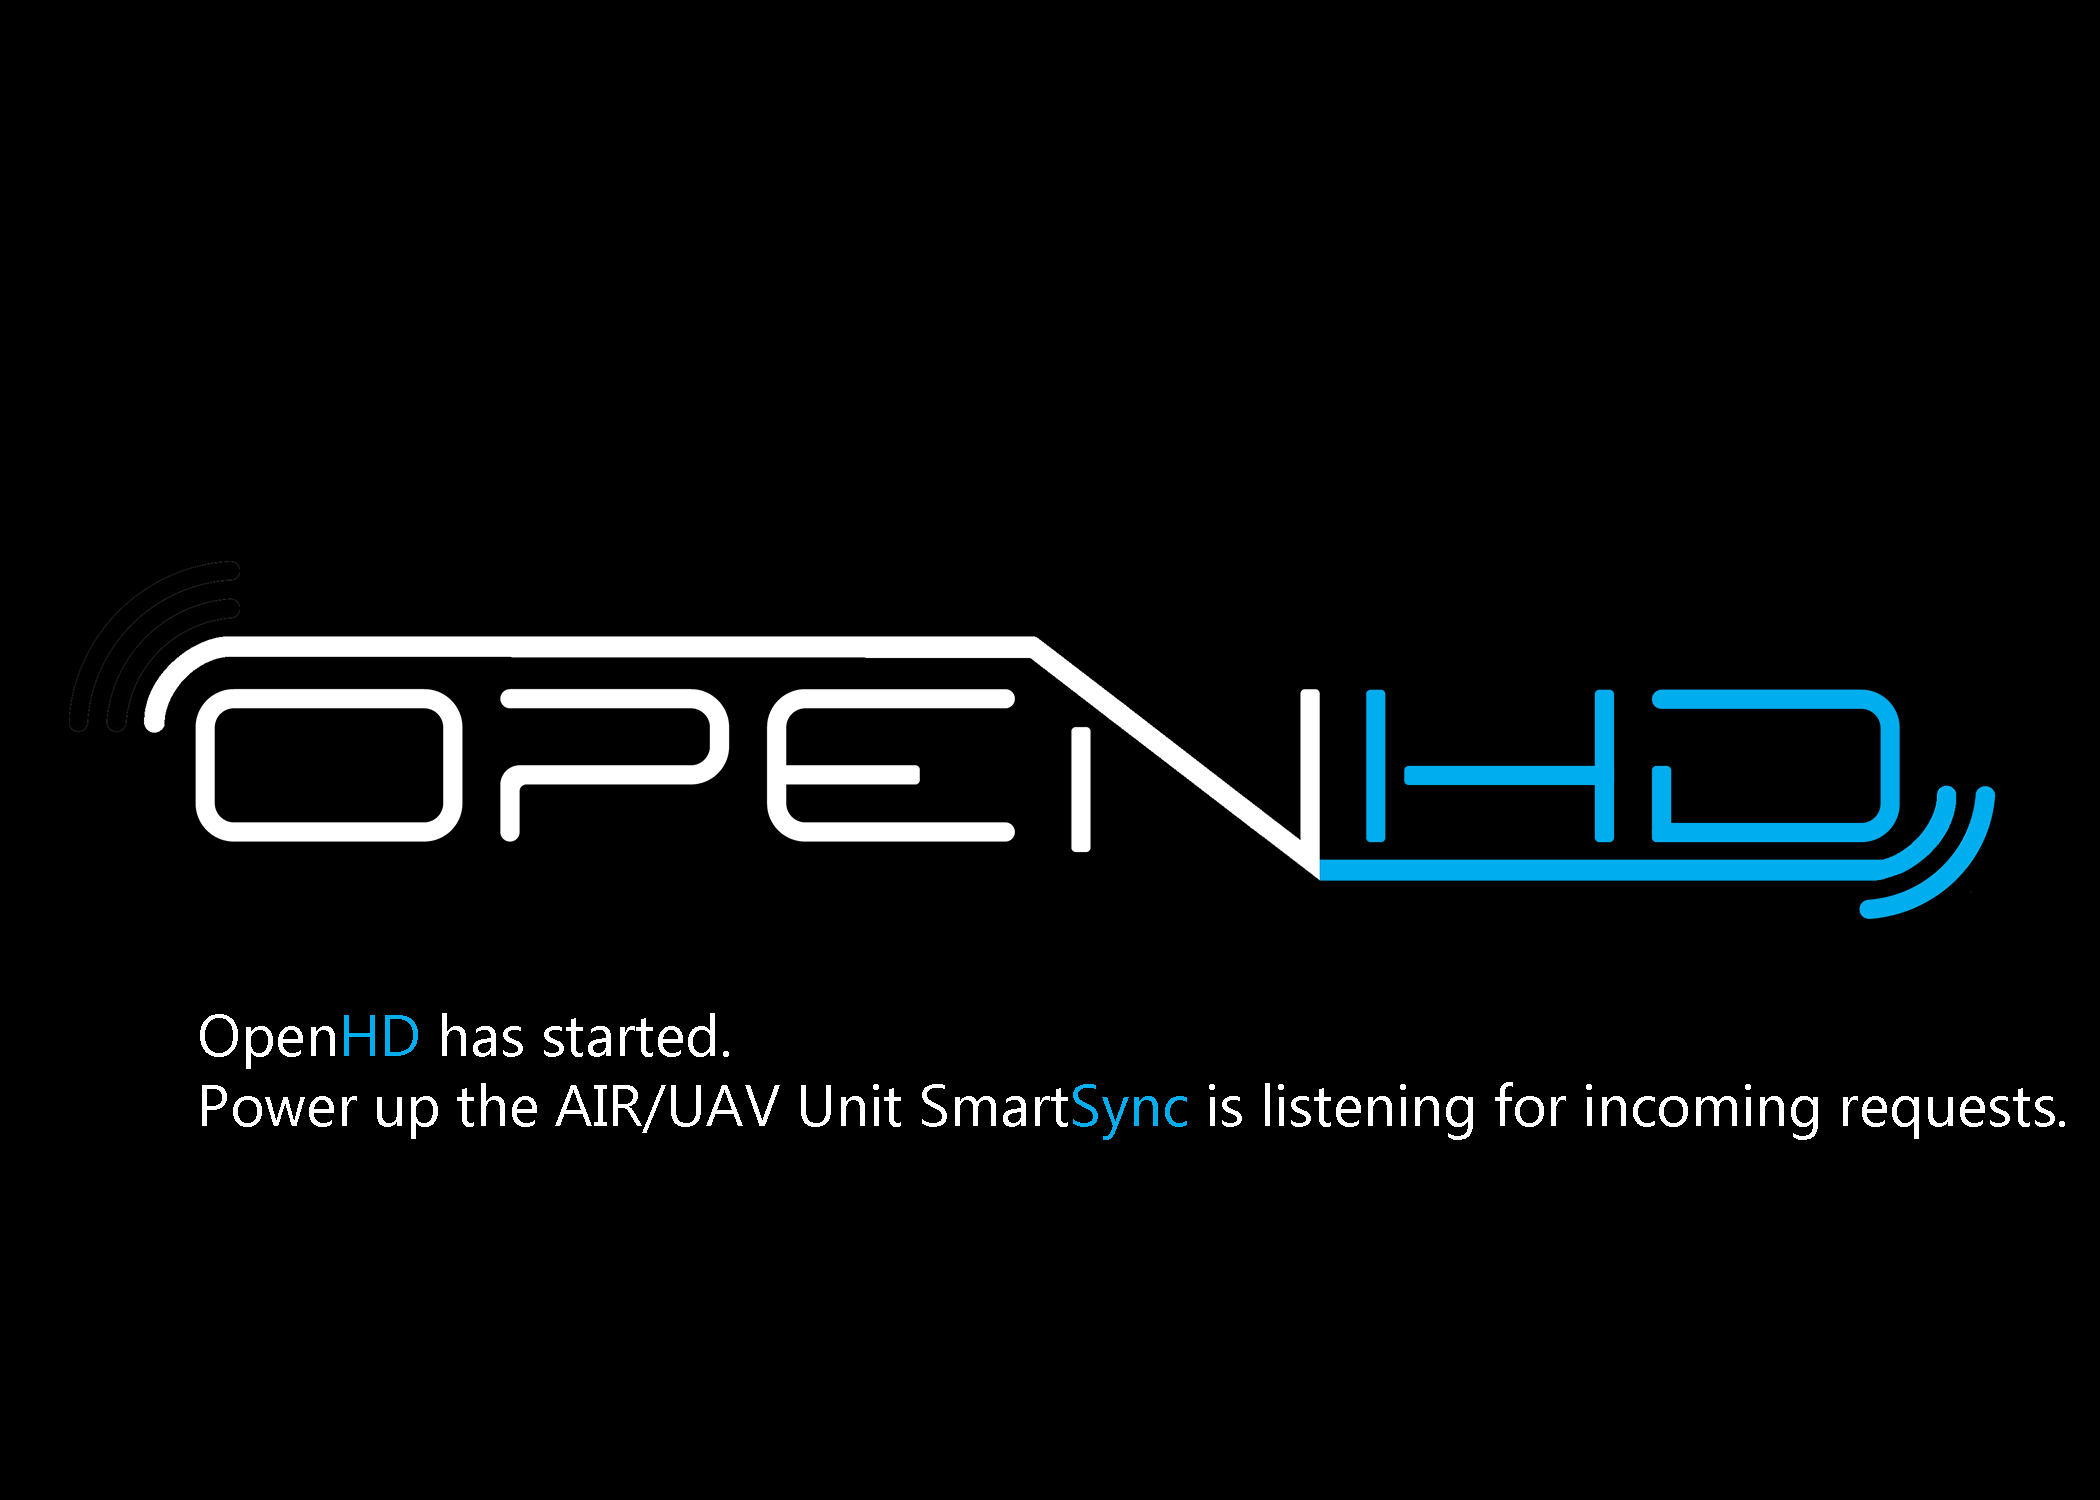 OPENHD
OpenHD has started.
Power up the AIR/UAV Unit SmartSync is listening for incoming requests.